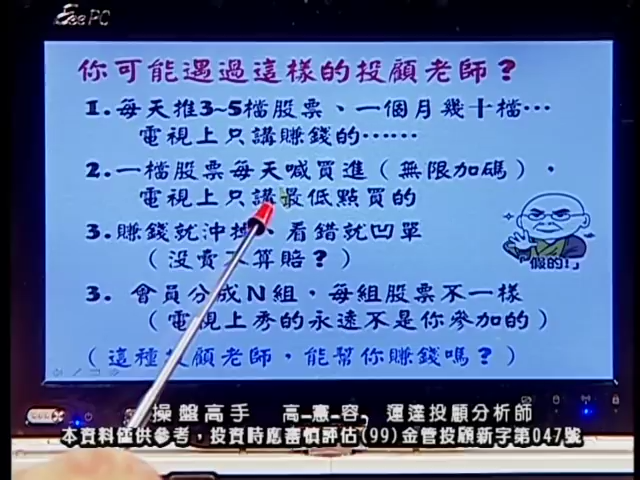 Eee PC
你可能遇過這樣的投顧老師？
1.每天推3~5檔股票、一個月幾十檔…
電視上只講賺錢的……
2.一檔股票每天喊買進（無限加碼），
電視上只講最低點買的
3.賺錢就沖掉、看錯就凹單
（沒賣不算賠？）
「假的!」
3. 會員分成N組，每組股票不一樣
（電視上秀的永遠不是你參加的）
（這種投顧老師，能幫你賺錢嗎？）
操盤高手 高-憲-容，運達投顧分析師
本資料僅供參考，投資時應審慎評估(99)金管投顧新字第047號